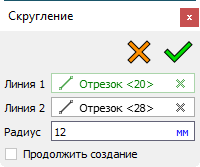 Скругление
Линия 1 Отрезок <20>
Линия 2 Отрезок <28>
Радиус 12 мм
Продолжить создание